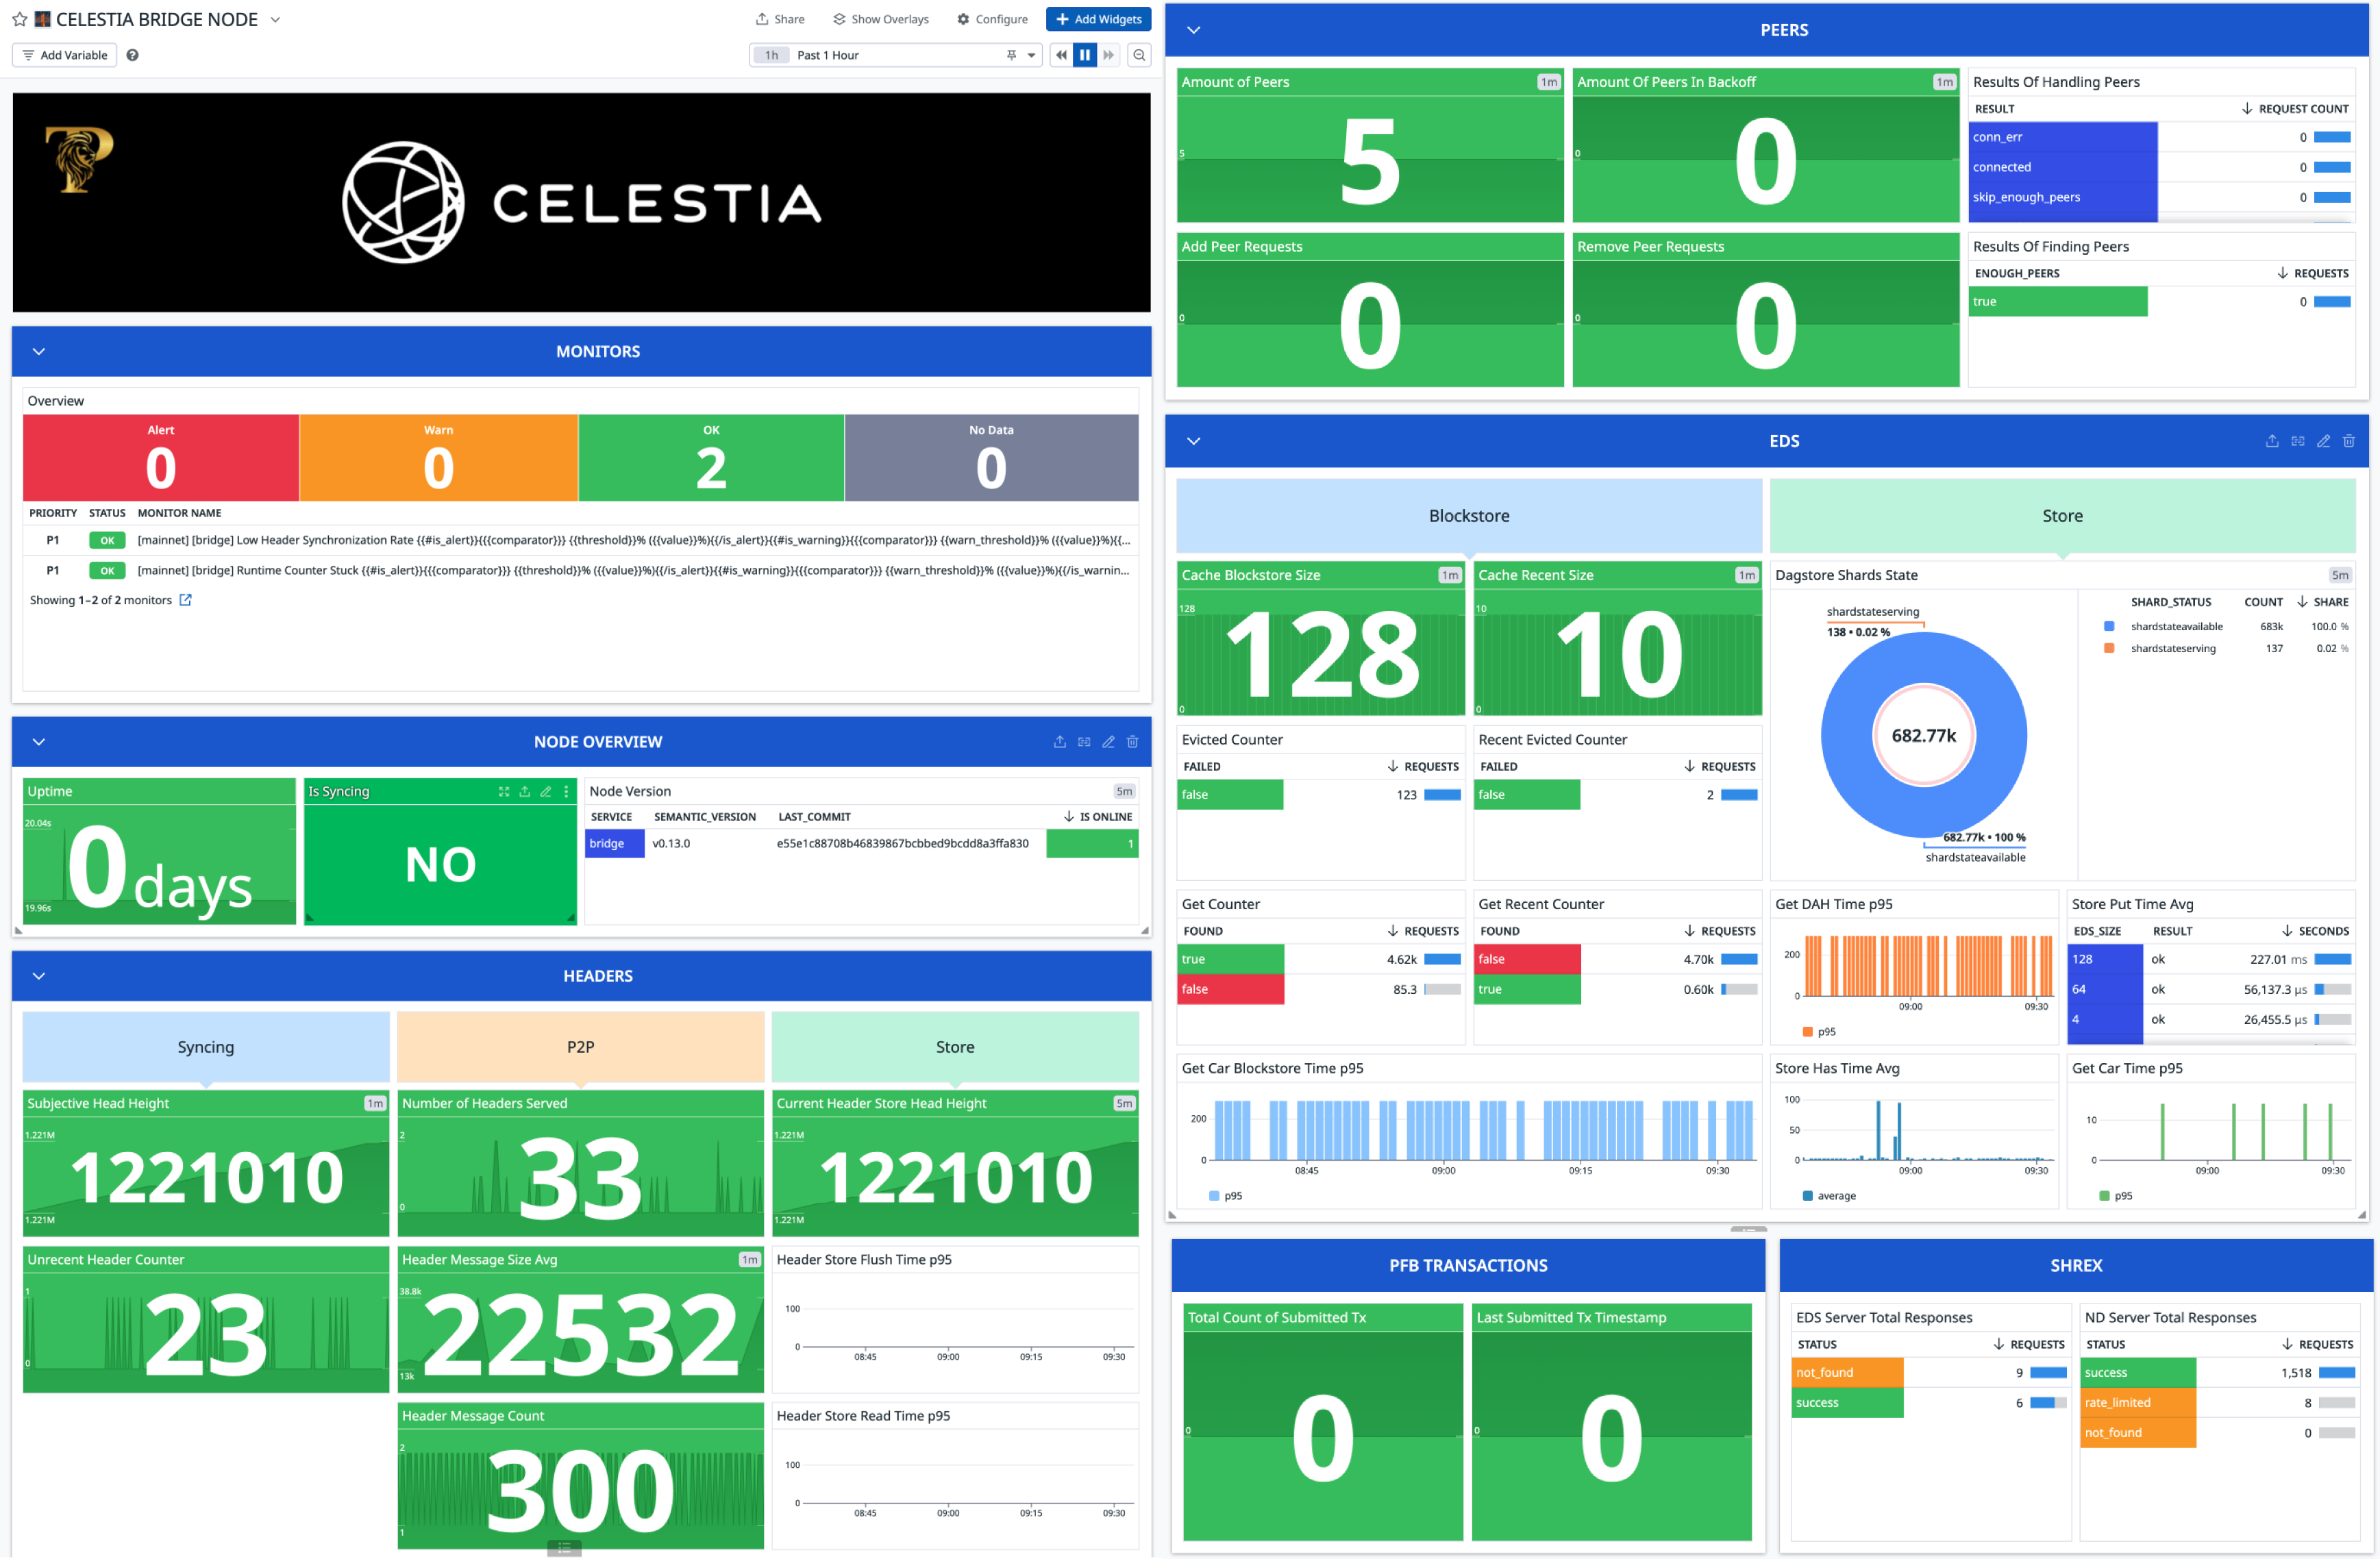 CELESTIA BRIDGE NODE
Share
Show Overlays
Configure
+ Add Widgets
Add Variable
1h Past 1 Hour
CELESTIA
MONITORS
Overview
Alert
0
Warn
0
OK
2
No Data
0
PRIORITY STATUS MONITOR NAME
P1 OK [mainnet] [bridge] Low Header Synchronization Rate {{#is_alert}}{{{comparator}}} {{threshold}}% ({{value}}%){{/is_alert}}{{#is_warning}}{{{comparator}}} {{warn_threshold}}% ({{value}}%){{...
P1 OK [mainnet] [bridge] Runtime Counter Stuck {{#is_alert}}{{{comparator}}} {{threshold}}% ({{value}}%){{/is_alert}}{{#is_warning}}{{{comparator}}} {{warn_threshold}}% ({{value}}%){{/is_warnin...
Showing 1–2 of 2 monitors
NODE OVERVIEW
Uptime
20.04s
0 days
19.96s
Is Syncing
NO
Node Version 5m
SERVICE SEMANTIC_VERSION LAST_COMMIT IS ONLINE
bridge v0.13.0 e55e1c88708b46839867bcbbed9bcdd8a3ffa830 1
HEADERS
Syncing
P2P
Store
Subjective Head Height 1m
1.221M
1221010
1.221M
Number of Headers Served
2
33
0
Current Header Store Head Height 5m
1.221M
1221010
1.221M
Unrecent Header Counter
1
23
0
Header Message Size Avg 1m
38.8k
22532
13k
Header Store Flush Time p95
100
0
08:45 09:00 09:15 09:30
Header Message Count
2
300
1
Header Store Read Time p95
100
0
08:45 09:00 09:15 09:30
PEERS
Amount of Peers 1m
5
5
Amount Of Peers In Backoff 1m
0
0
Results Of Handling Peers
RESULT REQUEST COUNT
conn_err 0
connected 0
skip_enough_peers 0
Add Peer Requests
0
0
Remove Peer Requests
0
0
Results Of Finding Peers
ENOUGH_PEERS REQUESTS
true 0
EDS
Blockstore
Store
Cache Blockstore Size 1m
128
128
0
Cache Recent Size 1m
10
10
0
Dagstore Shards State 5m
shardstateserving
138 • 0.02 %
682.77k
682.77k • 100 %
shardstateavailable
SHARD_STATUS COUNT SHARE
shardstateavailable 683k 100.0 %
shardstateserving 137 0.02 %
Evicted Counter
FAILED REQUESTS
false 123
Recent Evicted Counter
FAILED REQUESTS
false 2
Get Counter
FOUND REQUESTS
true 4.62k
false 85.3
Get Recent Counter
FOUND REQUESTS
false 4.70k
true 0.60k
Get DAH Time p95
200
0
09:00 09:30
p95
Store Put Time Avg
EDS_SIZE RESULT SECONDS
128 ok 227.01 ms
64 ok 56,137.3 µs
4 ok 26,455.5 µs
Get Car Blockstore Time p95
200
0
08:45 09:00 09:15 09:30
p95
Store Has Time Avg
100
50
0
09:00 09:30
average
Get Car Time p95
10
0
09:00 09:30
p95
PFB TRANSACTIONS
Total Count of Submitted Tx
0
0
Last Submitted Tx Timestamp
0
0
SHREX
EDS Server Total Responses
STATUS REQUESTS
not_found 9
success 6
ND Server Total Responses
STATUS REQUESTS
success 1,518
rate_limited 8
not_found 0